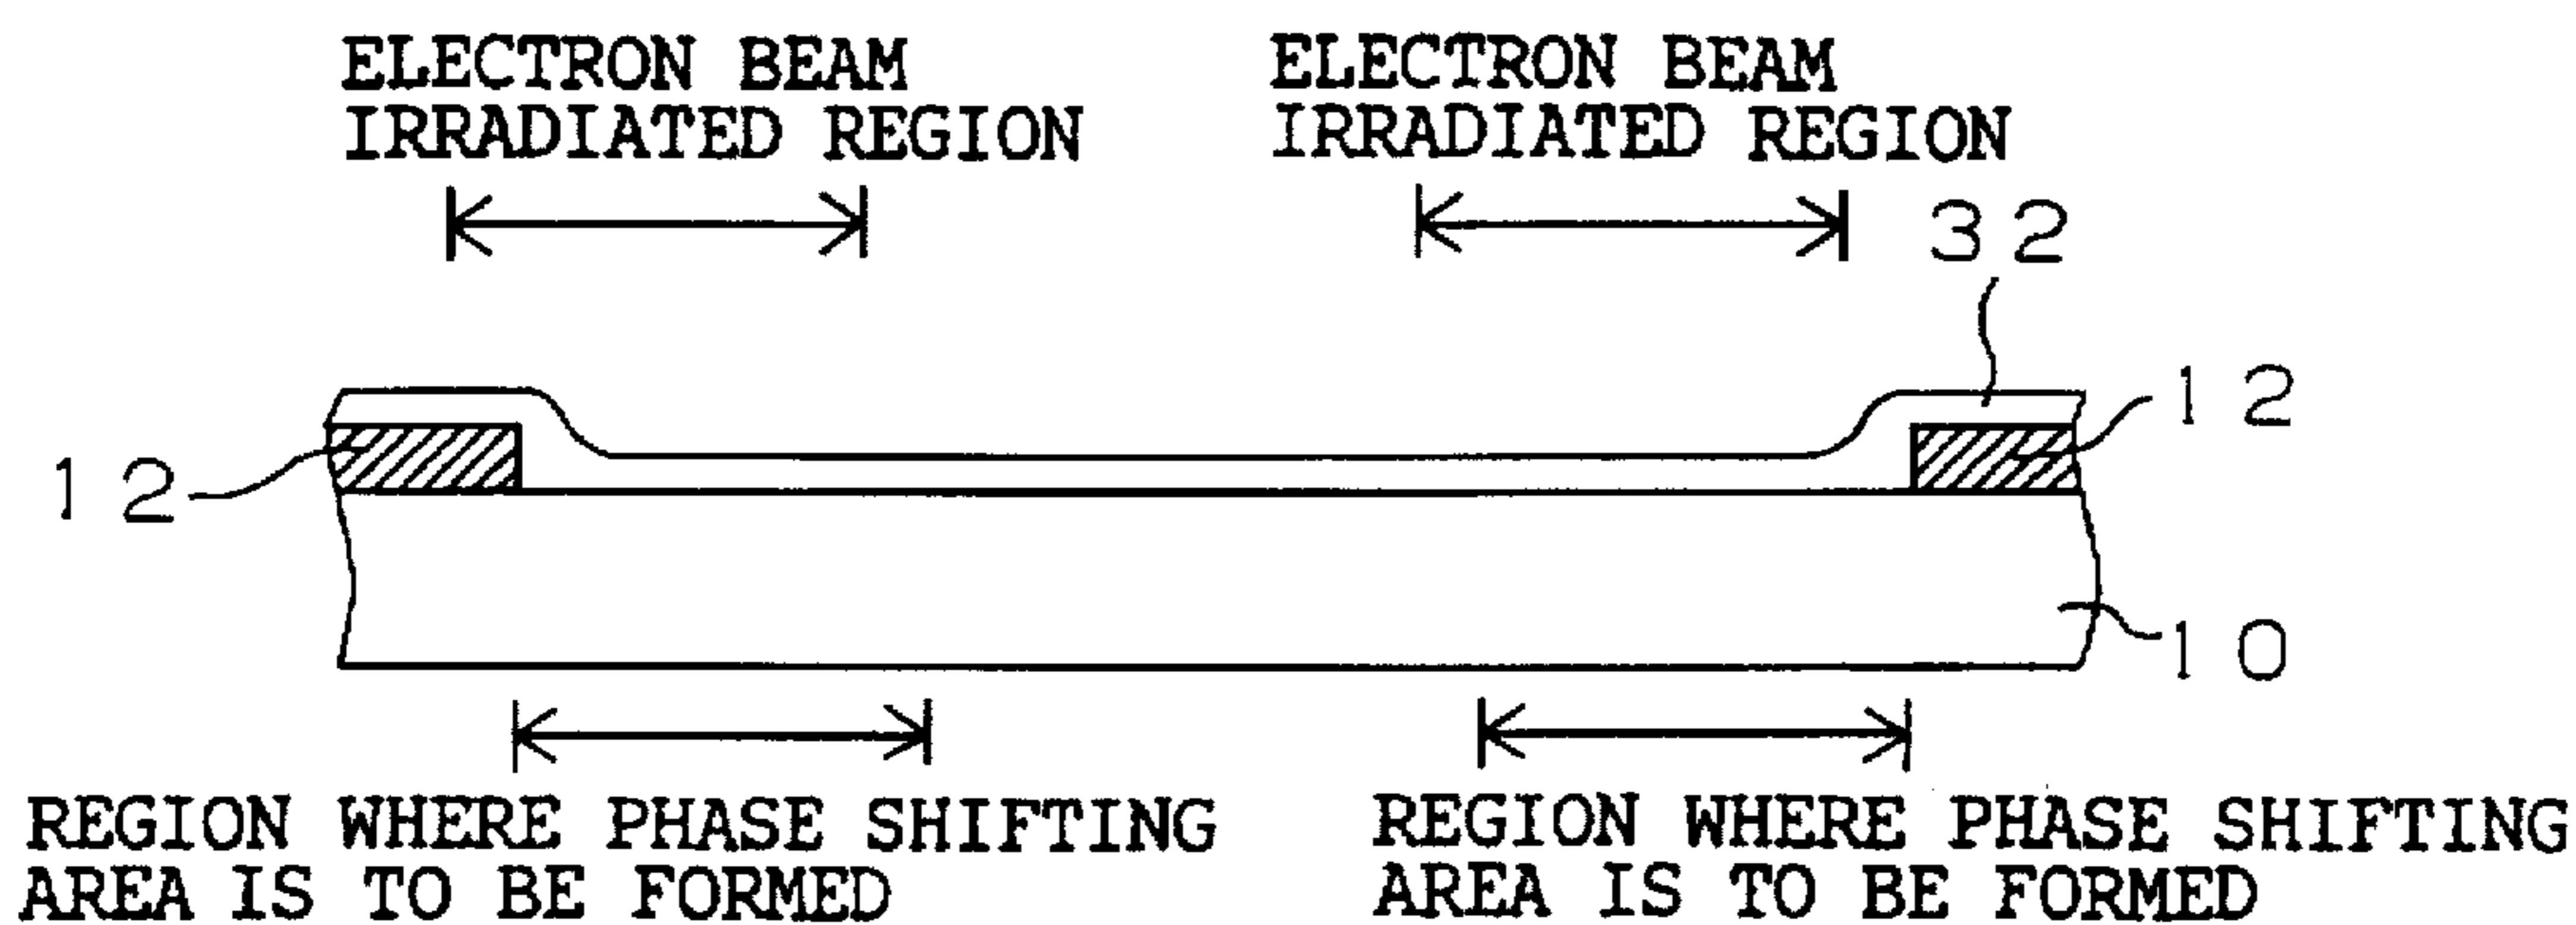 ELECTRON BEAM
IRRADIATED REGION
ELECTRON BEAM
IRRADIATED REGION
32
12
12
10
REGION WHERE PHASE SHIFTING
AREA IS TO BE FORMED
REGION WHERE PHASE SHIFTING
AREA IS TO BE FORMED